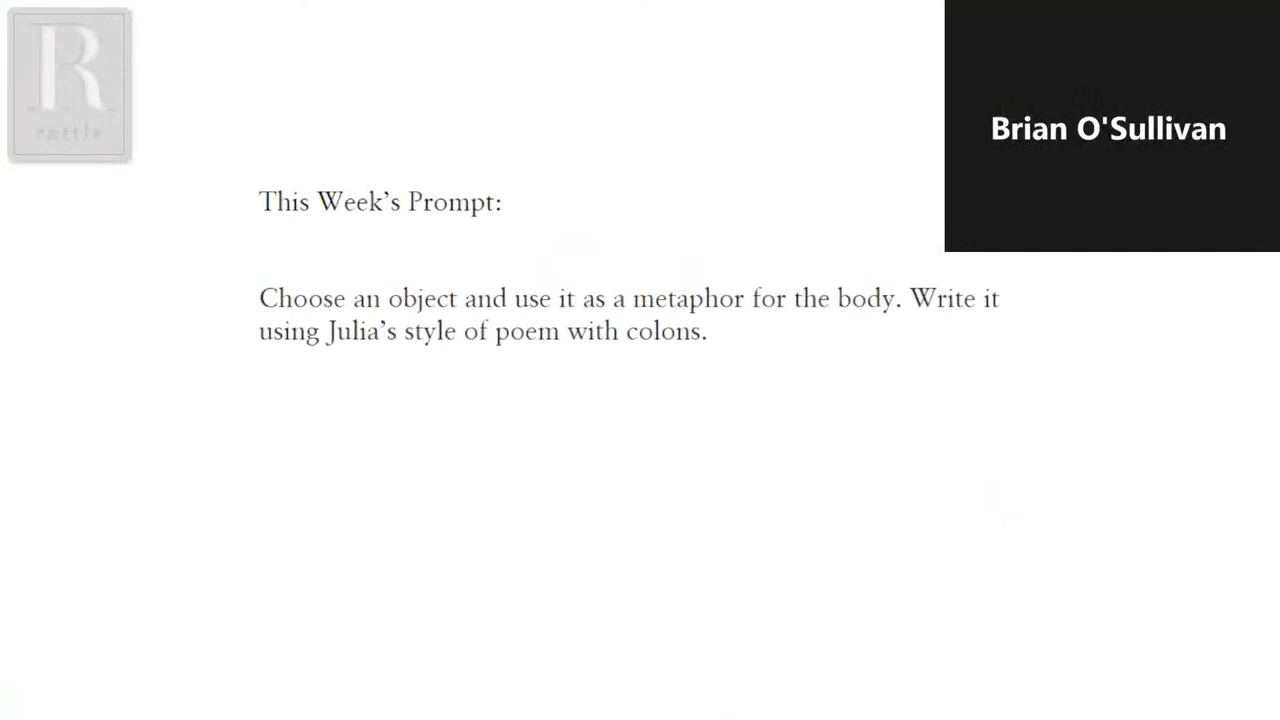 R
rattle
Brian O'Sullivan
This Week's Prompt:
Choose an object and use it as a metaphor for the body. Write it
using Julia's style of poem with colons.